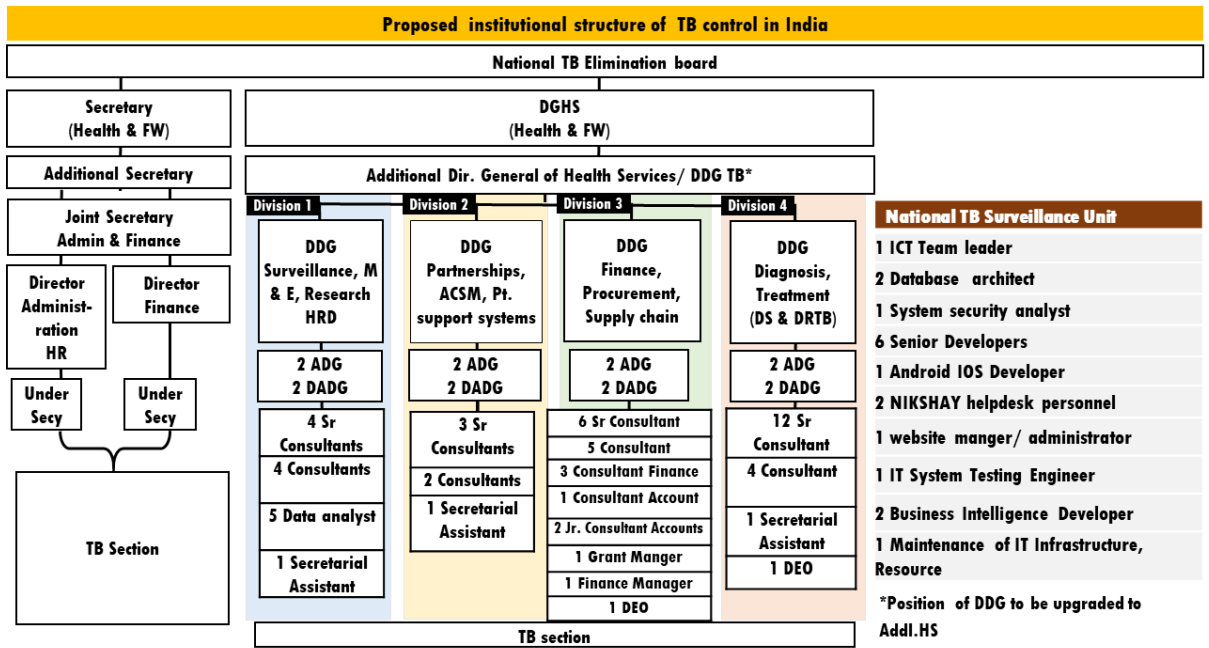 Proposed institutional structure of TB control in India
National TB Elimination board
Secretary
(Health & FW)
Additional Secretary
Joint Secretary
Admin & Finance
Director
Administ-
ration
HR
Director
Finance
Under
Secy
Under
Secy
TB Section
DGHS
(Health & FW)
Additional Dir. General of Health Services/ DDG TB*
Division 1
DDG
Surveillance, M
& E, Research
HRD
2 ADG
2 DADG
4 Sr
Consultants
4 Consultants
5 Data analyst
1 Secretarial
Assistant
Division 2
DDG
Partnerships,
ACSM, Pt.
support systems
2 ADG
2 DADG
3 Sr
Consultants
2 Consultants
1 Secretarial
Assistant
Division 3
DDG
Finance,
Procurement,
Supply chain
2 ADG
2 DADG
6 Sr Consultant
5 Consultant
3 Consultant Finance
1 Consultant Account
2 Jr. Consultant Accounts
1 Grant Manger
1 Finance Manager
1 DEO
Division 4
DDG
Diagnosis,
Treatment
(DS & DRTB)
2 ADG
2 DADG
12 Sr
Consultant
4 Consultant
1 Secretarial
Assistant
1 DEO
TB section
National TB Surveillance Unit
1 ICT Team leader
2 Database architect
1 System security analyst
6 Senior Developers
1 Android IOS Developer
2 NIKSHAY helpdesk personnel
1 website manger/ administrator
1 IT System Testing Engineer
2 Business Intelligence Developer
1 Maintenance of IT Infrastructure,
Resource
*Position of DDG to be upgraded to
Addl.HS